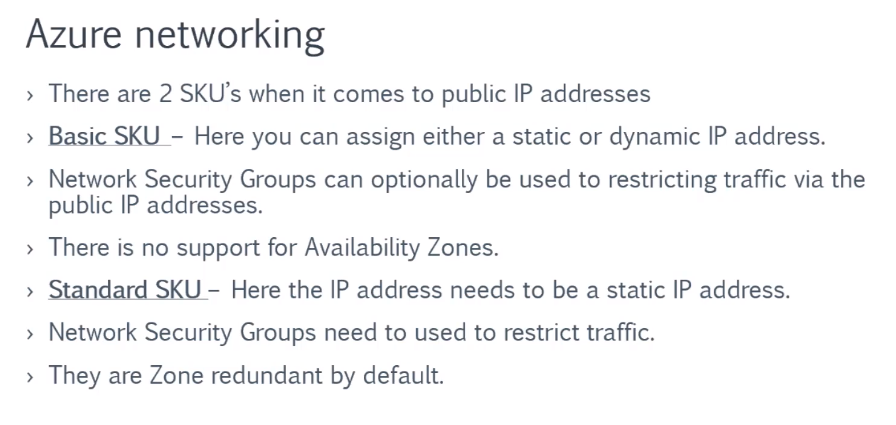 Azure networking
› There are 2 SKU's when it comes to public IP addresses
› Basic SKU – Here you can assign either a static or dynamic IP address.
› Network Security Groups can optionally be used to restricting traffic via the
public IP addresses.
› There is no support for Availability Zones.
› Standard SKU – Here the IP address needs to be a static IP address.
› Network Security Groups need to used to restrict traffic.
› They are Zone redundant by default.